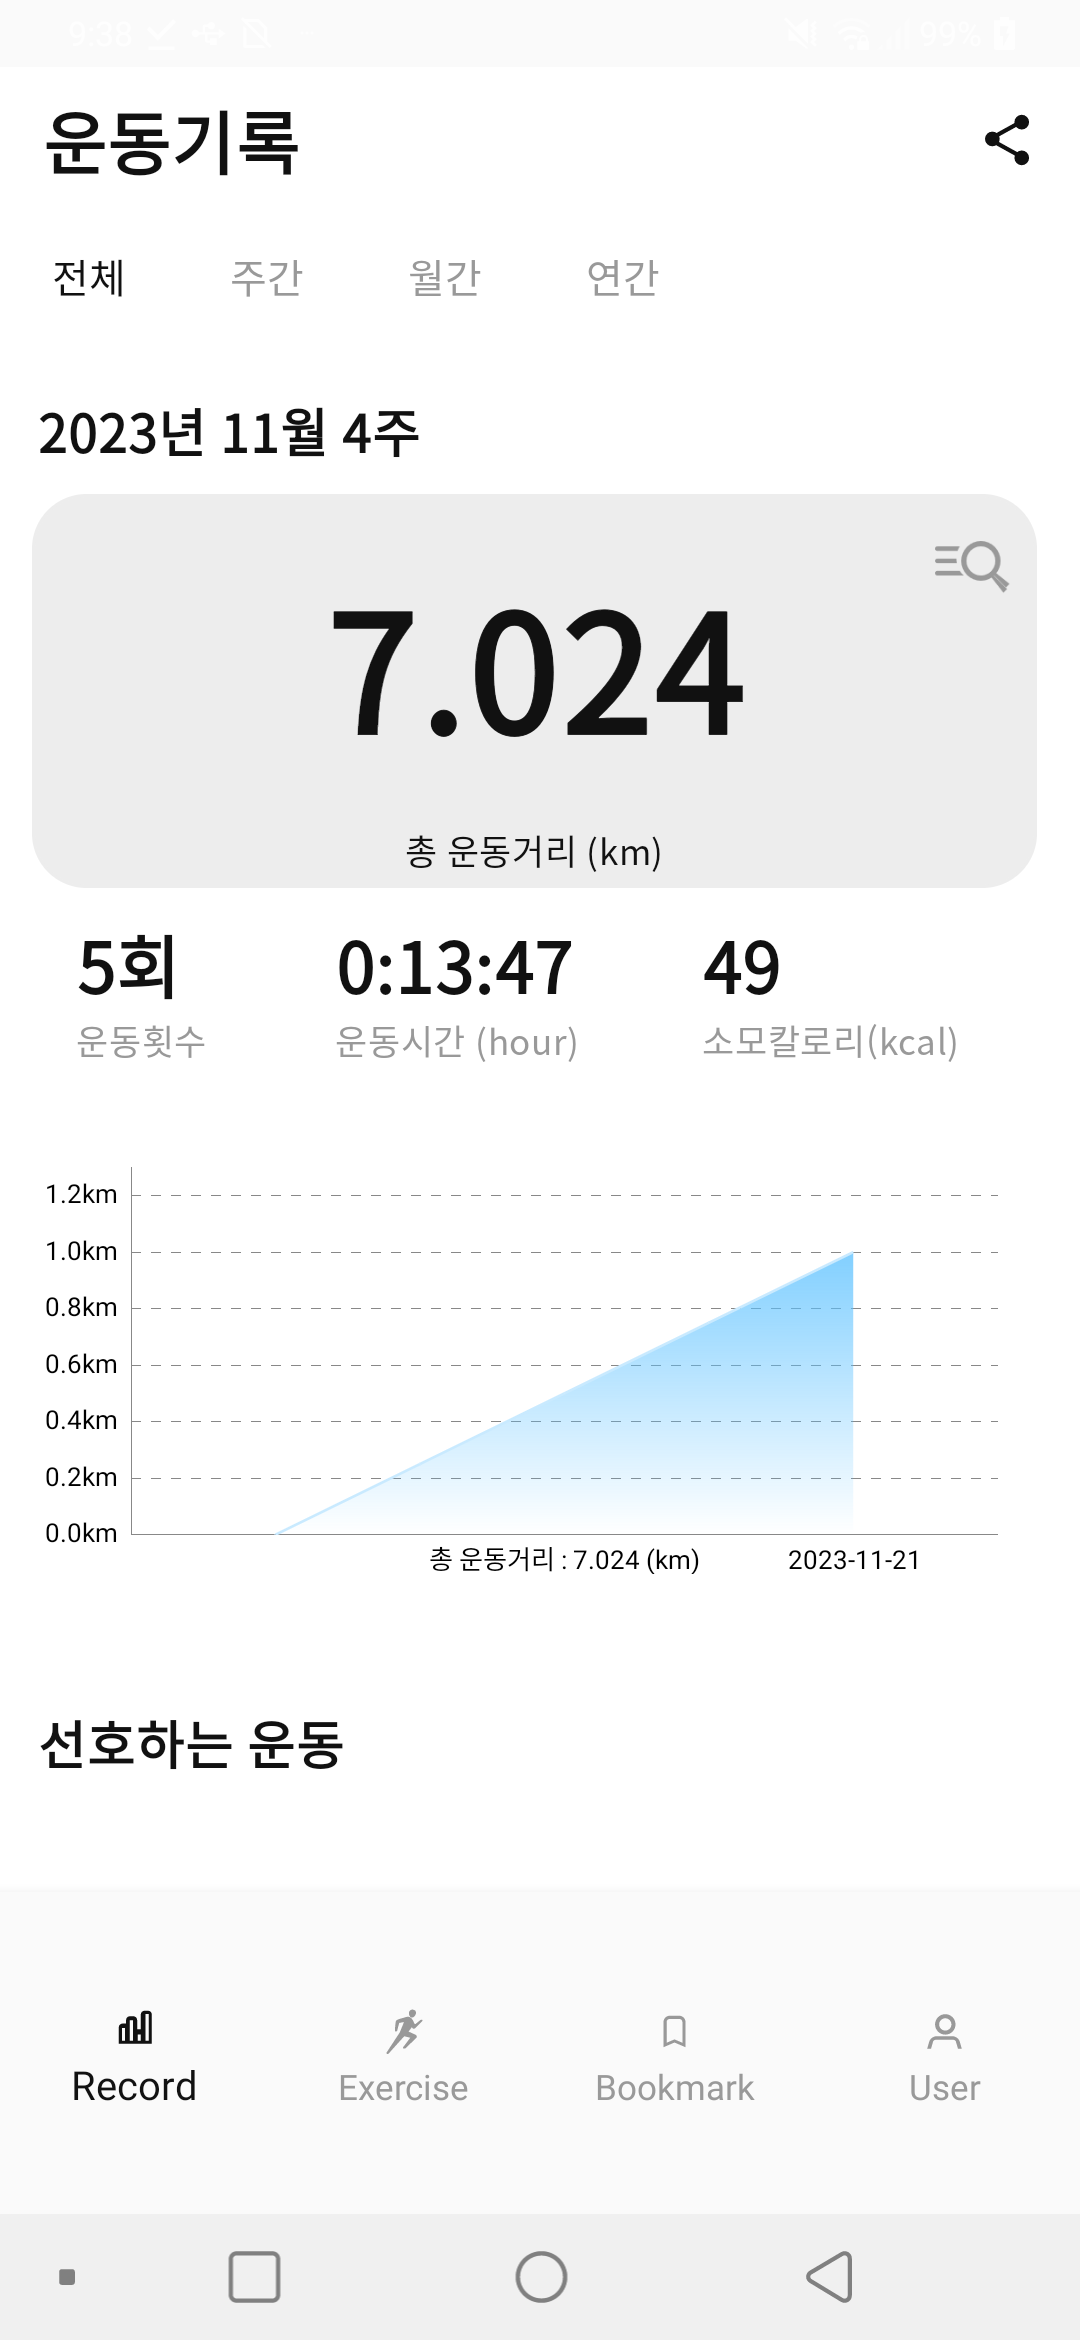 9:38 99%
운동기록
전체 주간 월간 연간
2023년 11월 4주
7.024
총 운동거리 (km)
5회 0:13:47 49
운동횟수 운동시간 (hour) 소모칼로리(kcal)
1.2km
1.0km
0.8km
0.6km
0.4km
0.2km
0.0km
총 운동거리 : 7.024 (km) 2023-11-21
선호하는 운동
Record Exercise Bookmark User